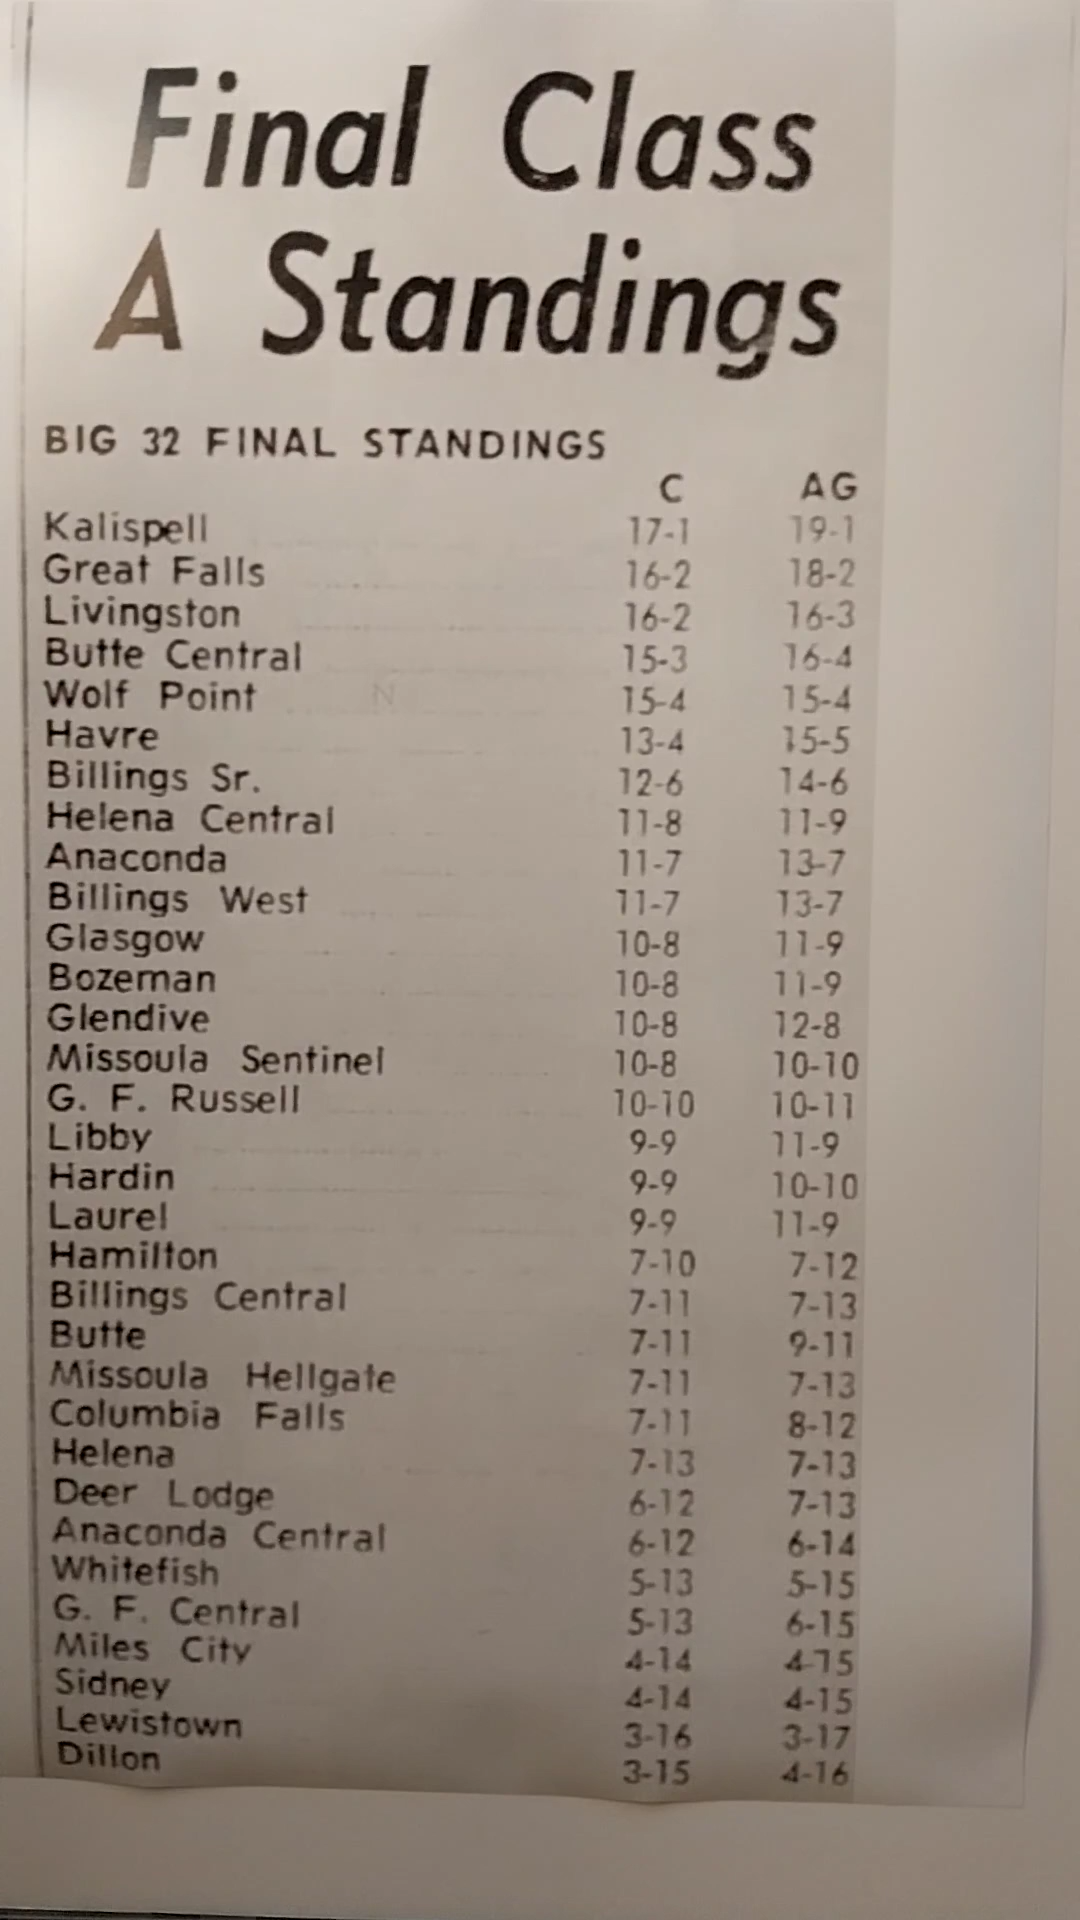 Final Class
A Standings
BIG 32 FINAL STANDINGS
C AG
Kalispell 17-1 19-1
Great Falls 16-2 18-2
Livingston 16-2 16-3
Butte Central 15-3 16-4
Wolf Point 15-4 15-4
Havre 13-4 15-5
Billings Sr. 12-6 14-6
Helena Central 11-8 11-9
Anaconda 11-7 13-7
Billings West 11-7 13-7
Glasgow 10-8 11-9
Bozeman 10-8 11-9
Glendive 10-8 12-8
Missoula Sentinel 10-8 10-10
G. F. Russell 10-10 10-11
Libby 9-9 11-9
Hardin 9-9 10-10
Laurel 9-9 11-9
Hamilton 7-10 7-12
Billings Central 7-11 7-13
Butte 7-11 9-11
Missoula Hellgate 7-11 7-13
Columbia Falls 7-11 8-12
Helena 7-13 7-13
Deer Lodge 6-12 7-13
Anaconda Central 6-12 6-14
Whitefish 5-13 5-15
G. F. Central 5-13 6-15
Miles City 4-14 4-15
Sidney 4-14 4-15
Lewistown 3-16 3-17
Dillon 3-15 4-16